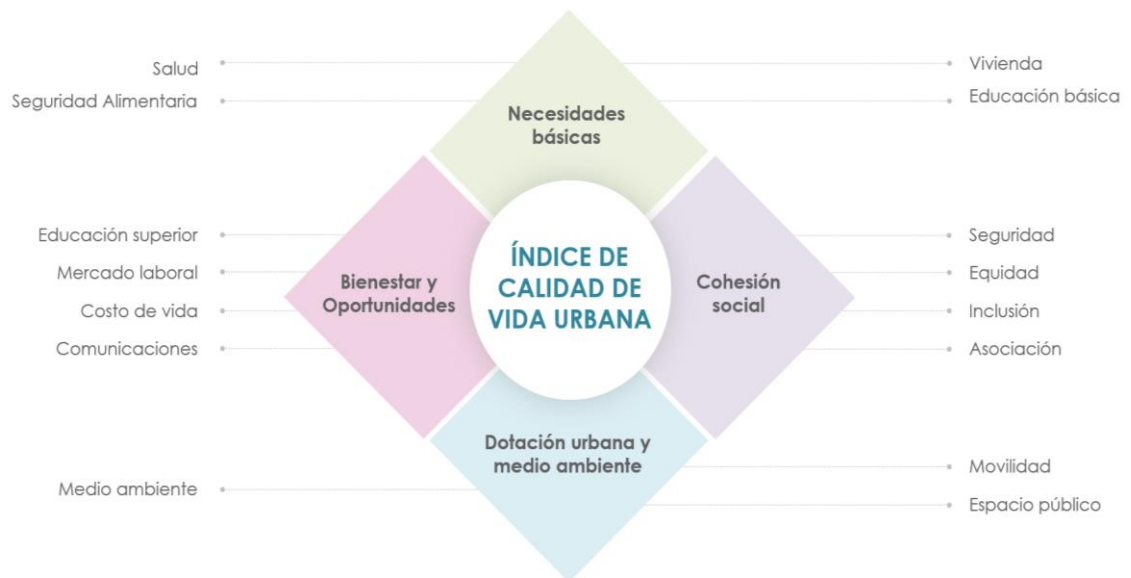 Salud
Seguridad Alimentaria
Vivienda
Educación básica
Necesidades
básicas
Educación superior
Mercado laboral
Costo de vida
Comunicaciones
Bienestar y
Oportunidades
ÍNDICE DE
CALIDAD DE
VIDA URBANA
Cohesión
social
Seguridad
Equidad
Inclusión
Asociación
Dotación urbana y
medio ambiente
Medio ambiente
Movilidad
Espacio público